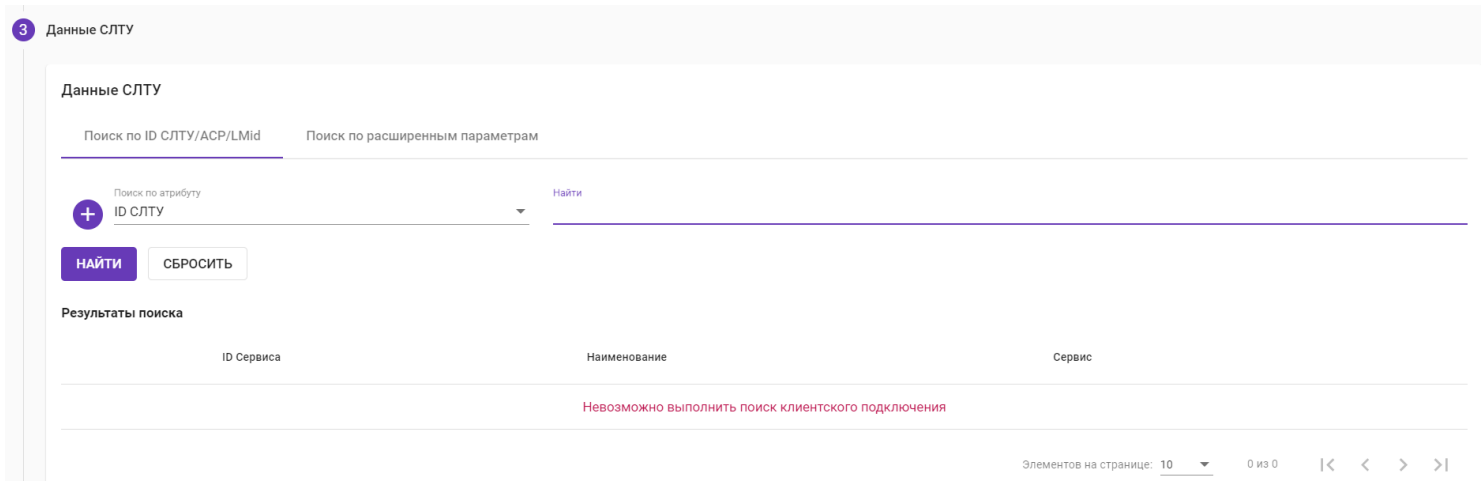 3 Данные СЛТУ
Данные СЛТУ
Поиск по ID СЛТУ/ACP/LMid Поиск по расширенным параметрам
Поиск по атрибуту Найти
ID СЛТУ
НАЙТИ СБРОСИТЬ
Результаты поиска
ID Сервиса Наименование Сервис
Невозможно выполнить поиск клиентского подключения
Элементов на странице: 10 0 из 0